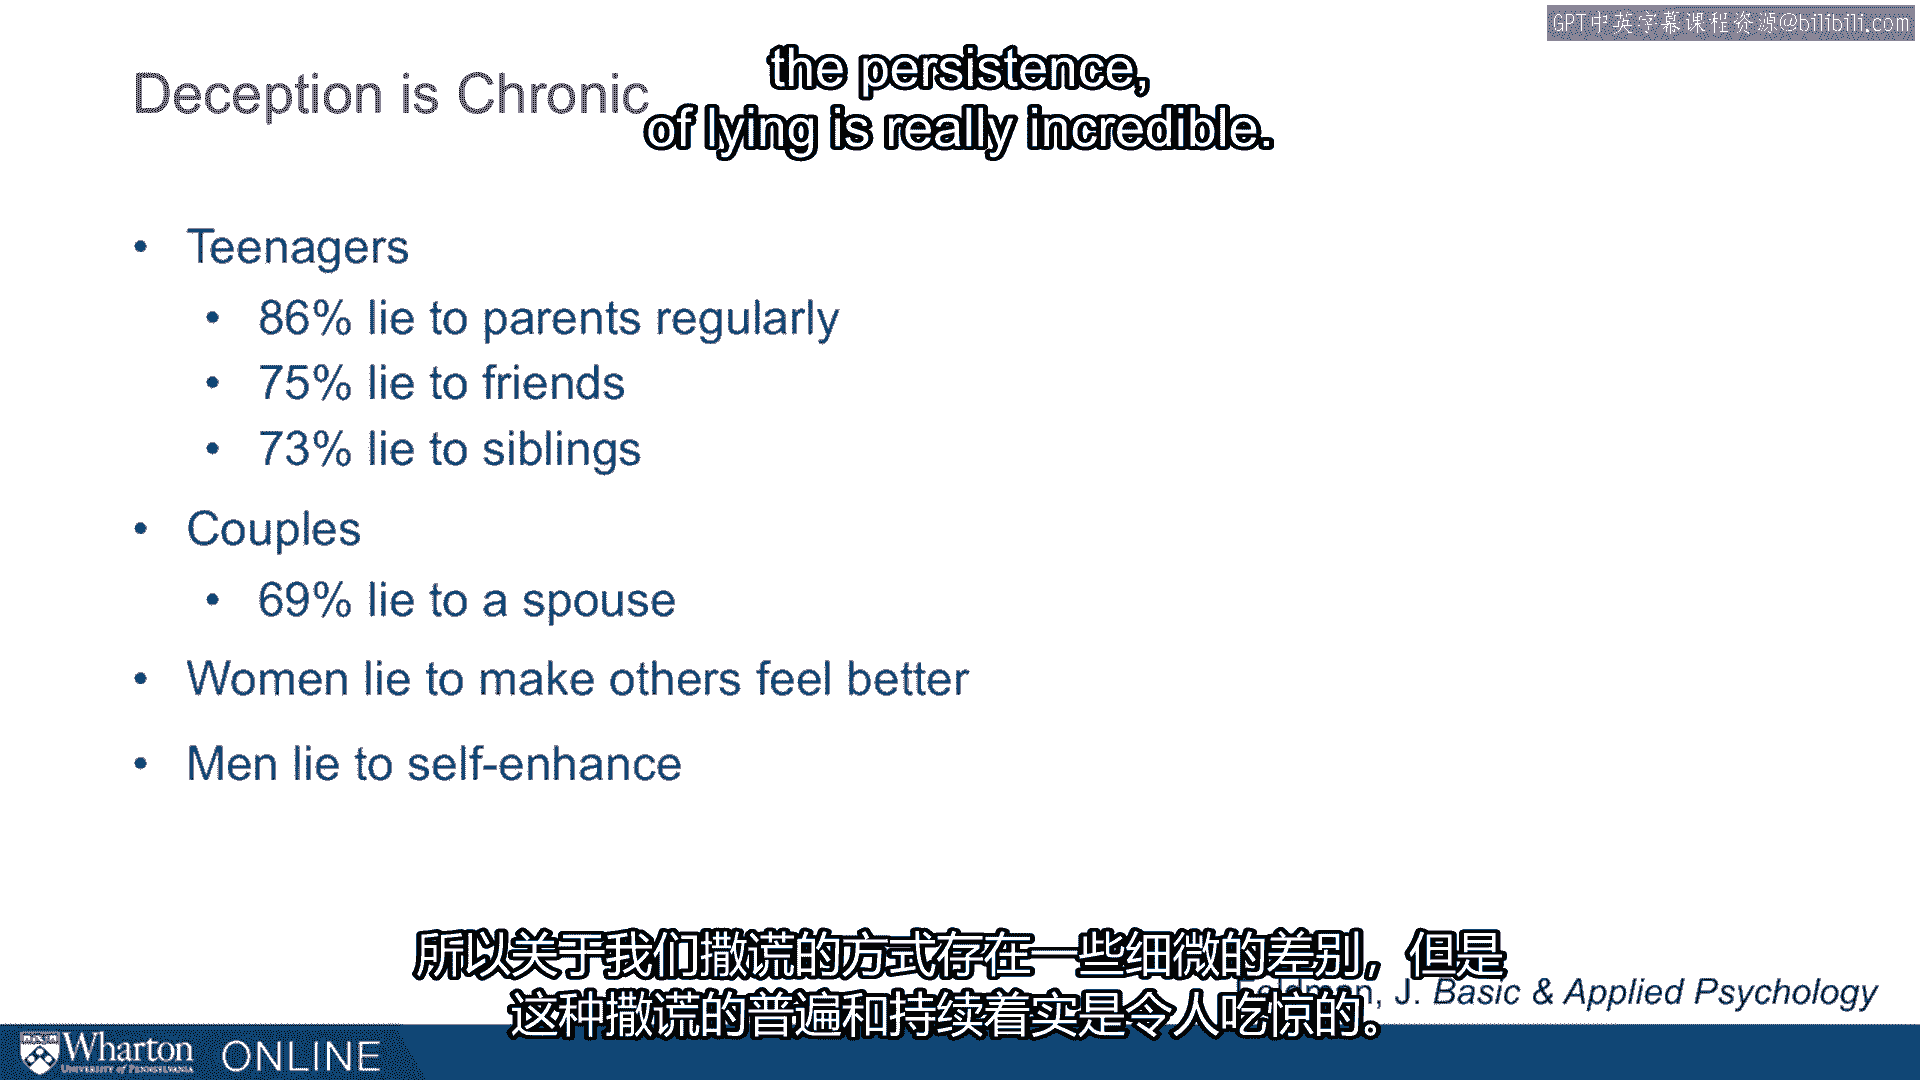 GPT中英字幕课程资源@bilibili.com
the persistence,
of lying is really incredible.
Deception is Chronic
• Teenagers
• 86% lie to parents regularly
• 75% lie to friends
• 73% lie to siblings
• Couples
• 69% lie to a spouse
• Women lie to make others feel better
• Men lie to self-enhance
所以关于我们撒谎的方式存在一些细微的差别，但是
这种撒谎的普遍和持续着实是令人吃惊的。
Feldman, J. Basic & Applied Psychology
Wharton ONLINE
UNIVERSITY of PENNSYLVANIA